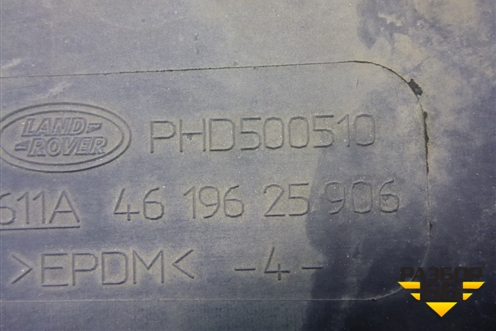 LAND-
-ROVER
PHD500510
611A 46 196 25 906
>EPDM< -4-